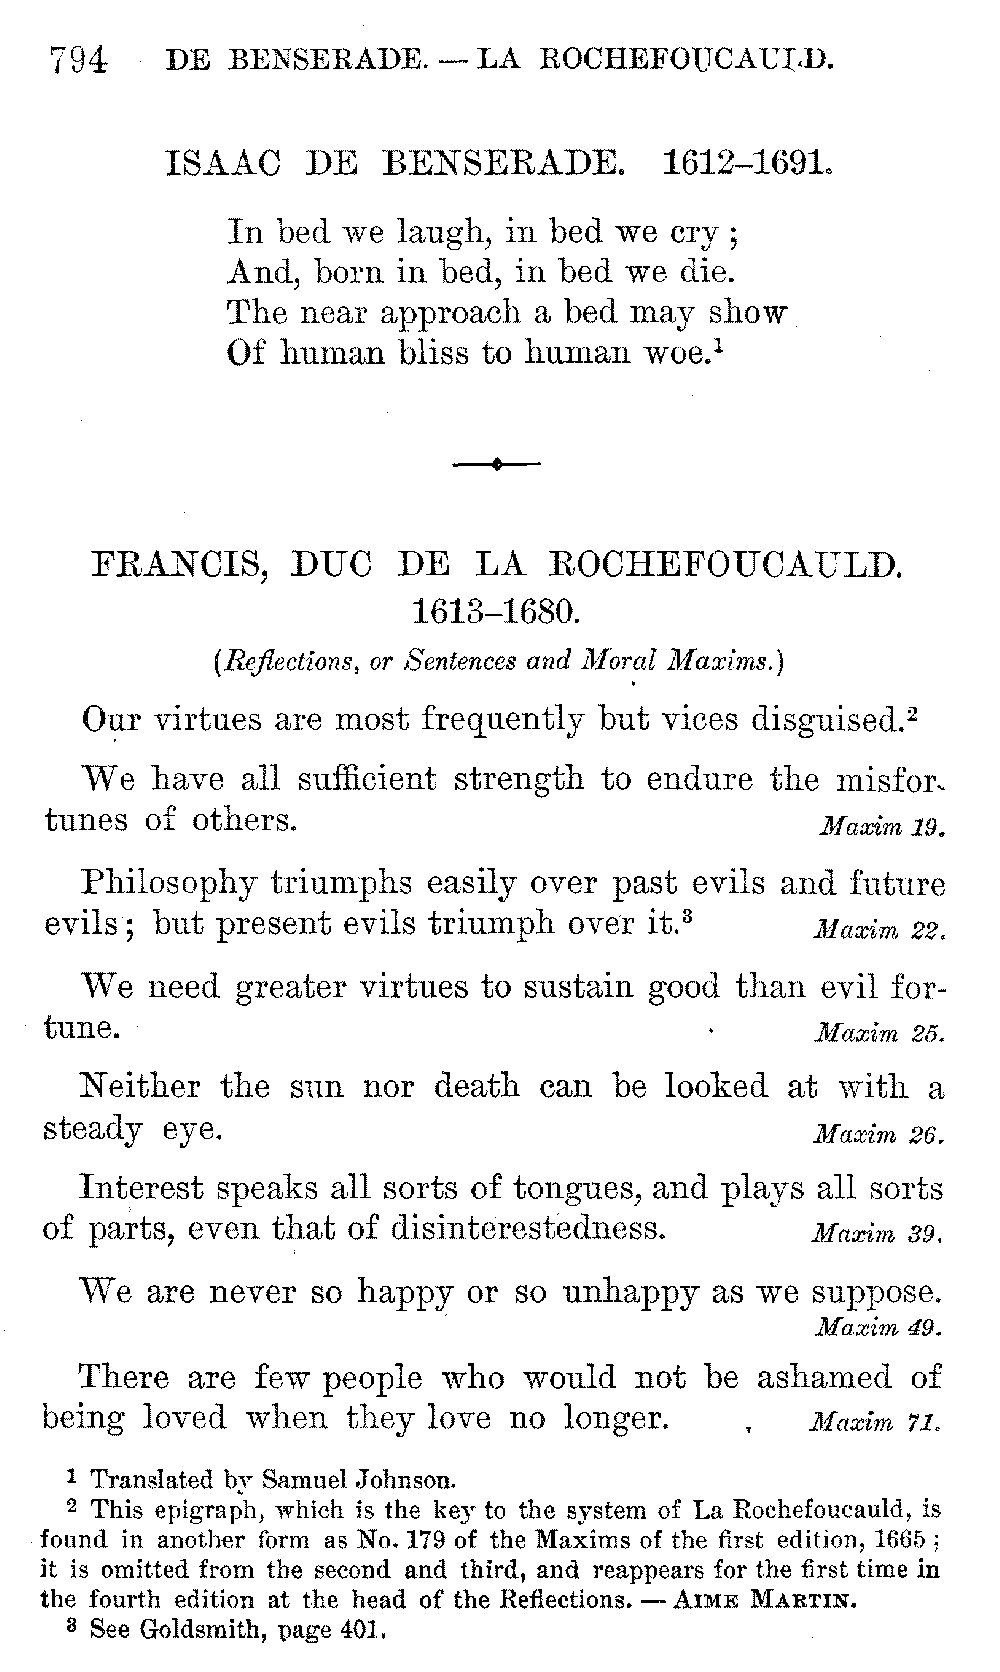 794 DE BENSERADE. — LA ROCHEFOUCAULD.
ISAAC DE BENSERADE. 1612–1691.
In bed we laugh, in bed we cry ;
And, born in bed, in bed we die.
The near approach a bed may show
Of human bliss to human woe.¹
FRANCIS, DUC DE LA ROCHEFOUCAULD.
1613–1680.
(Reflections, or Sentences and Moral Maxims.)
Our virtues are most frequently but vices disguised.²
We have all sufficient strength to endure the misfor-
tunes of others. Maxim 19.
Philosophy triumphs easily over past evils and future
evils ; but present evils triumph over it.³ Maxim 22.
We need greater virtues to sustain good than evil for-
tune. Maxim 25.
Neither the sun nor death can be looked at with a
steady eye. Maxim 26.
Interest speaks all sorts of tongues, and plays all sorts
of parts, even that of disinterestedness. Maxim 39.
We are never so happy or so unhappy as we suppose.
Maxim 49.
There are few people who would not be ashamed of
being loved when they love no longer. Maxim 71.
¹ Translated by Samuel Johnson.
² This epigraph, which is the key to the system of La Rochefoucauld, is
found in another form as No. 179 of the Maxims of the first edition, 1665 ;
it is omitted from the second and third, and reappears for the first time in
the fourth edition at the head of the Reflections. — AIME MARTIN.
³ See Goldsmith, page 401.